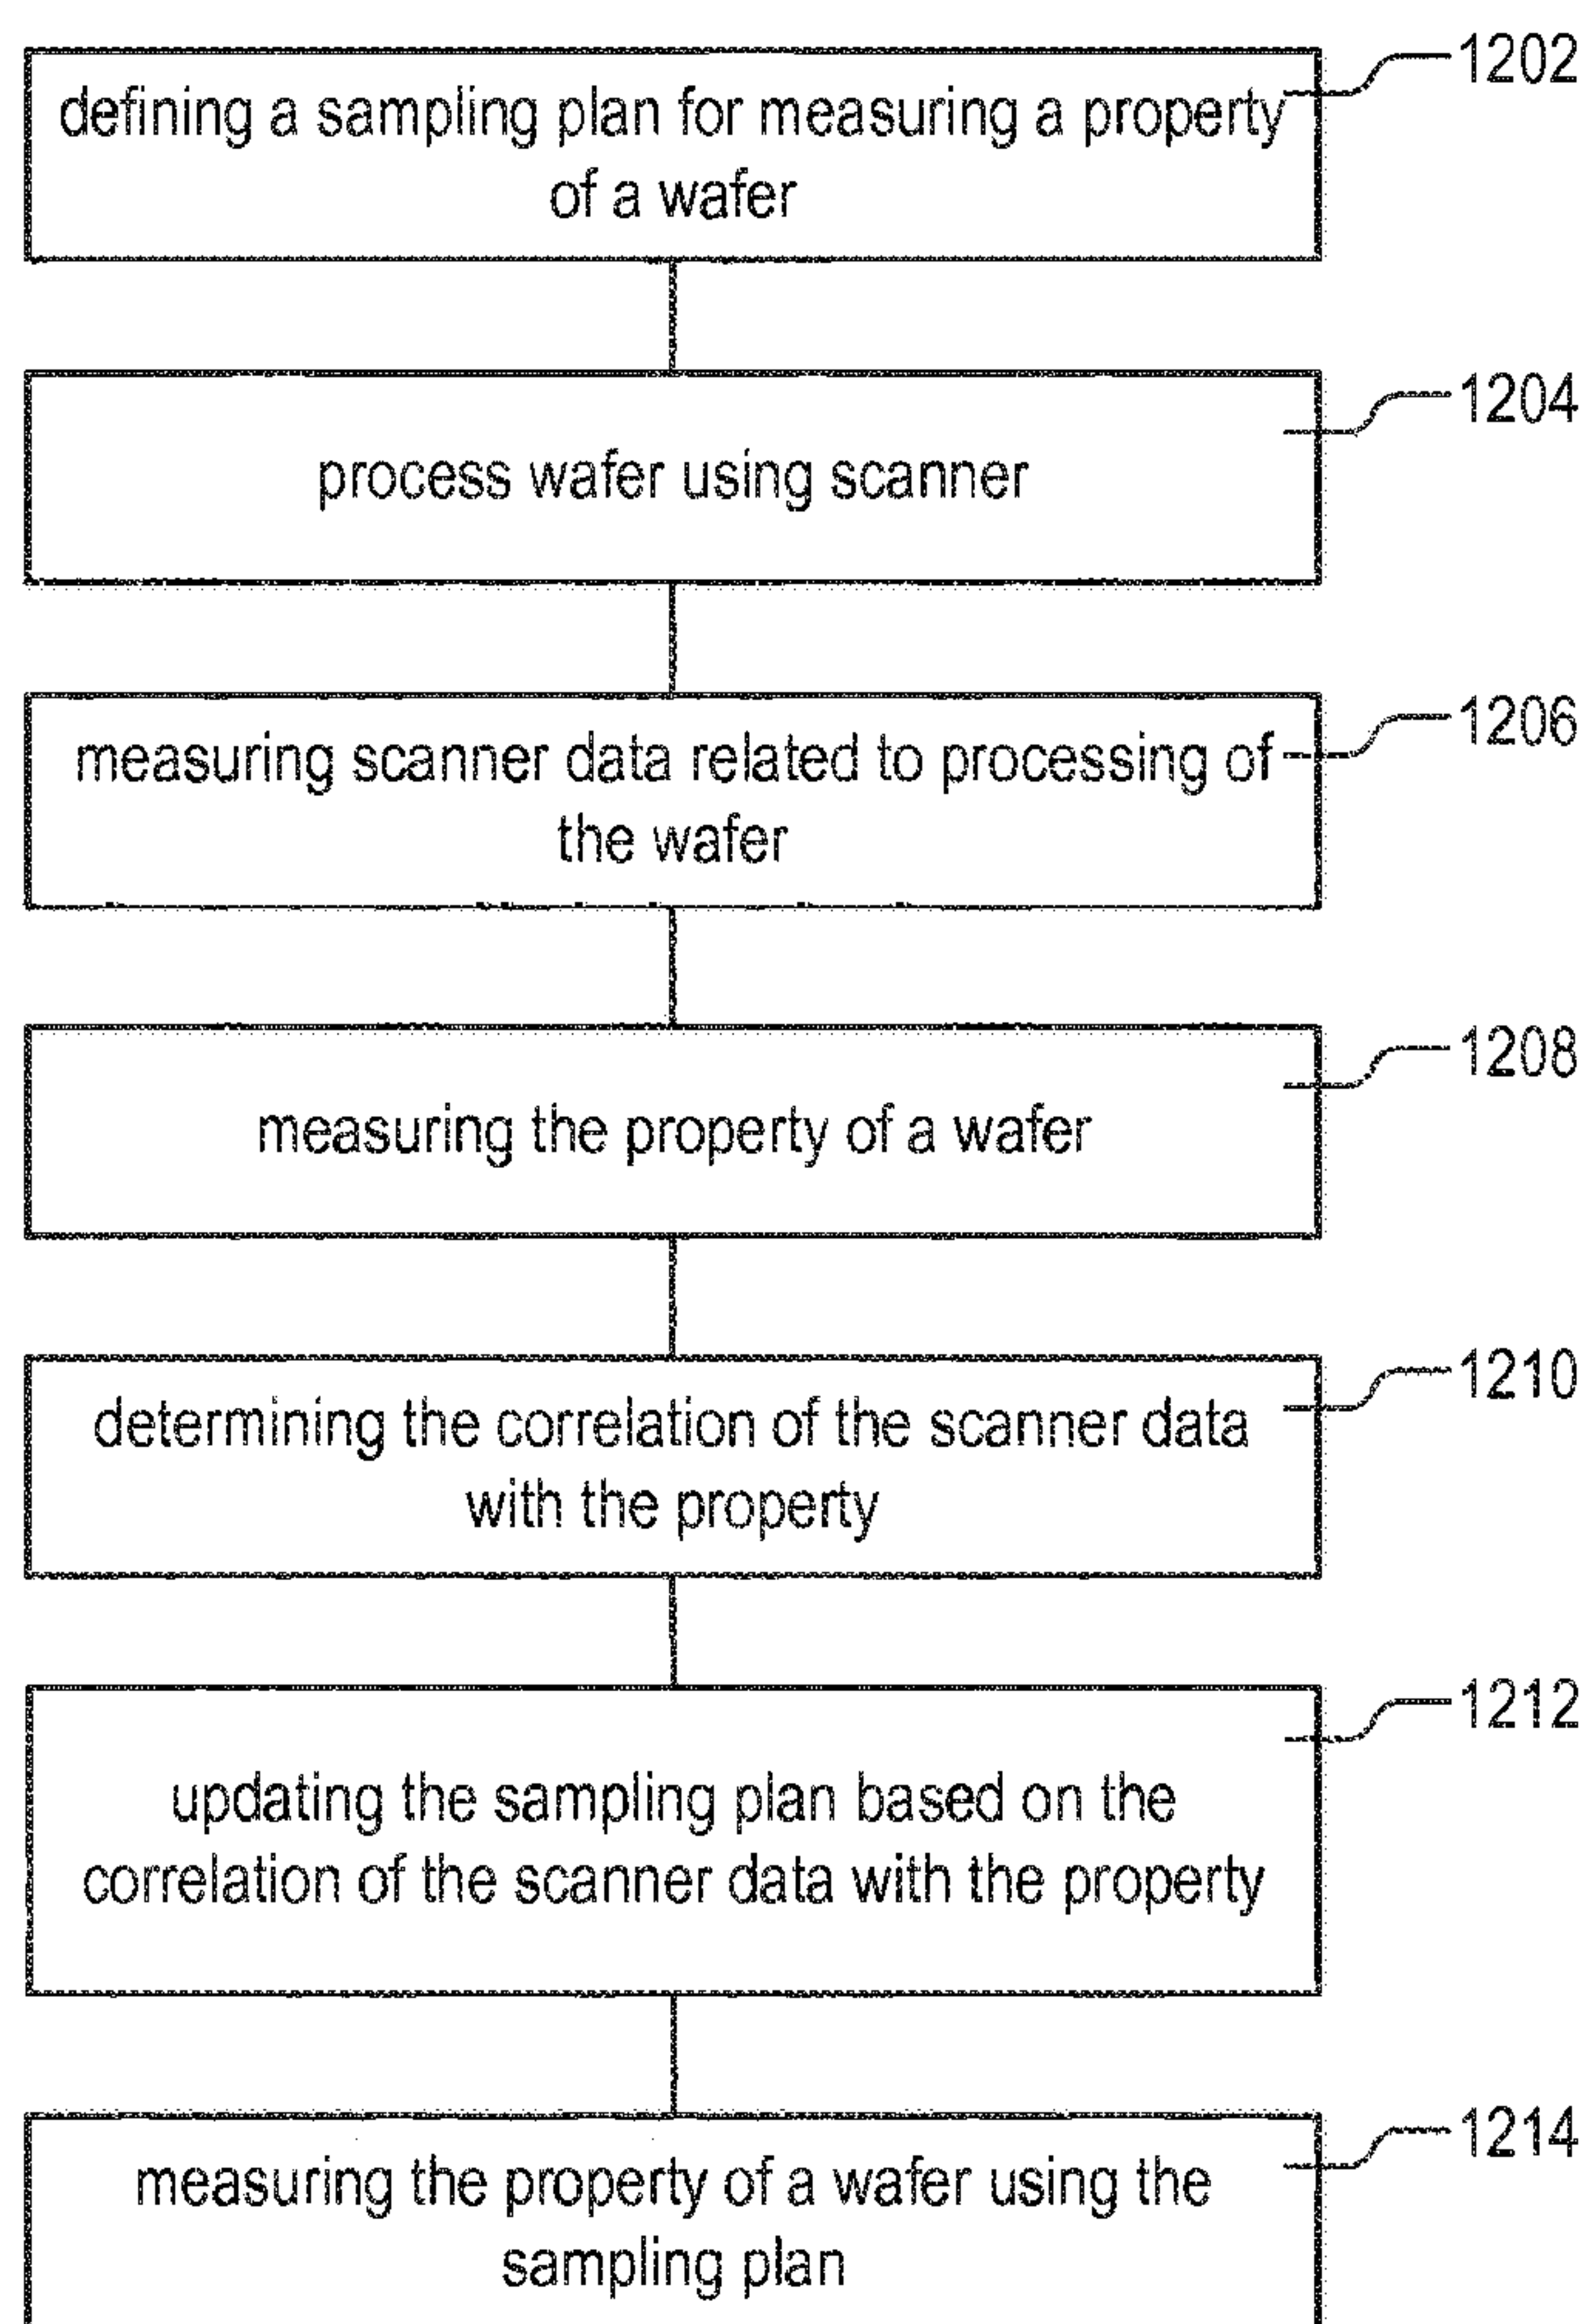 1202
defining a sampling plan for measuring a property
of a wafer
1204
process wafer using scanner
1206
measuring scanner data related to processing of
the wafer
1208
measuring the property of a wafer
1210
determining the correlation of the scanner data
with the property
1212
updating the sampling plan based on the
correlation of the scanner data with the property
1214
measuring the property of a wafer using the
sampling plan